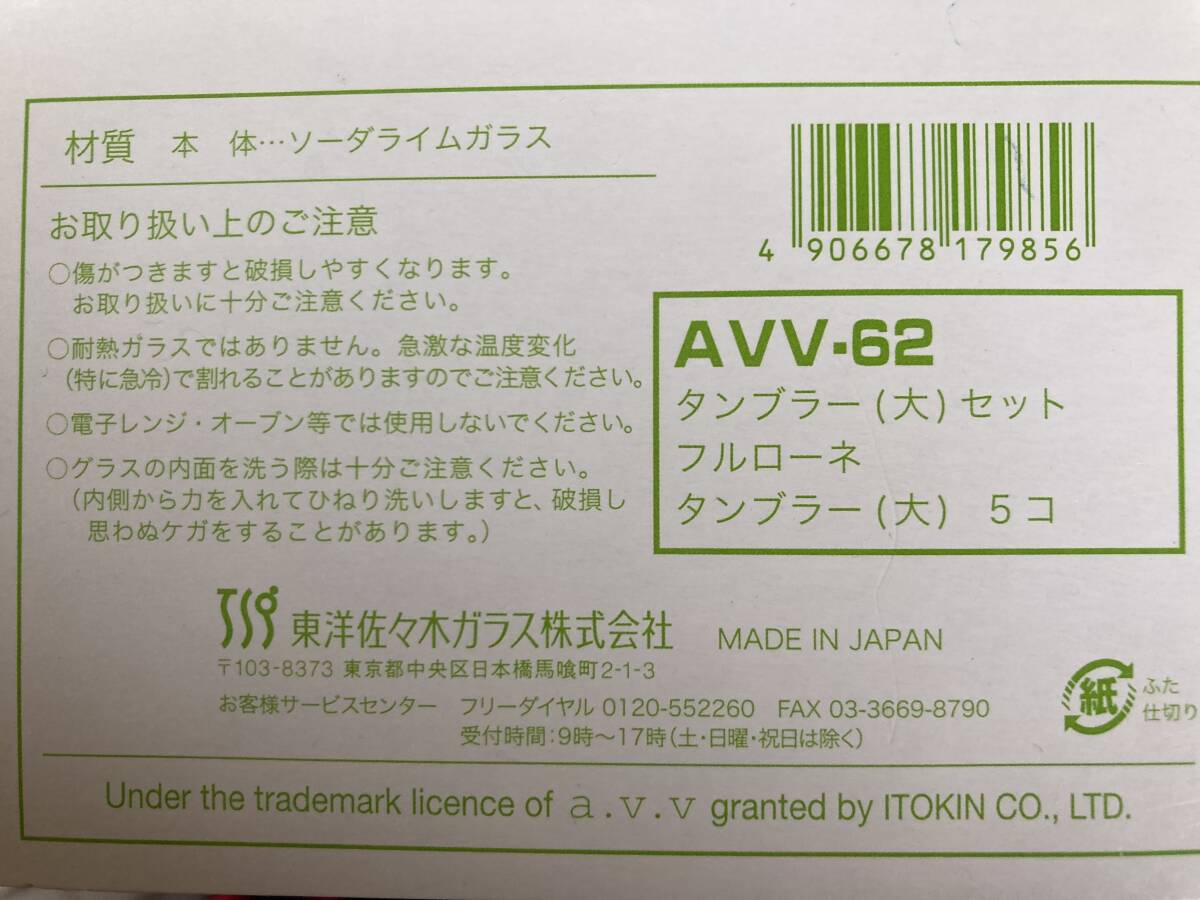 材質　本　体…ソーダライムガラス
お取り扱い上のご注意
○傷がつきますと破損しやすくなります。
お取り扱いに十分ご注意ください。
○耐熱ガラスではありません。急激な温度変化
(特に急冷)で割れることがありますのでご注意ください。
○電子レンジ・オーブン等では使用しないでください。
○グラスの内面を洗う際は十分ご注意ください。
(内側から力を入れてひねり洗いしますと、破損し
思わぬケガをすることがあります。)
4 906678 179856
AVV-62
タンブラー(大)セット
フルローネ
タンブラー(大)　5コ
東洋佐々木ガラス株式会社　MADE IN JAPAN
〒103-8373 東京都中央区日本橋馬喰町2-1-3
お客様サービスセンター　フリーダイヤル 0120-552260　FAX 03-3669-8790
受付時間:9時～17時(土・日曜・祝日は除く)
紙
ふた
仕切り
Under the trademark licence of a.v.v granted by ITOKIN CO., LTD.